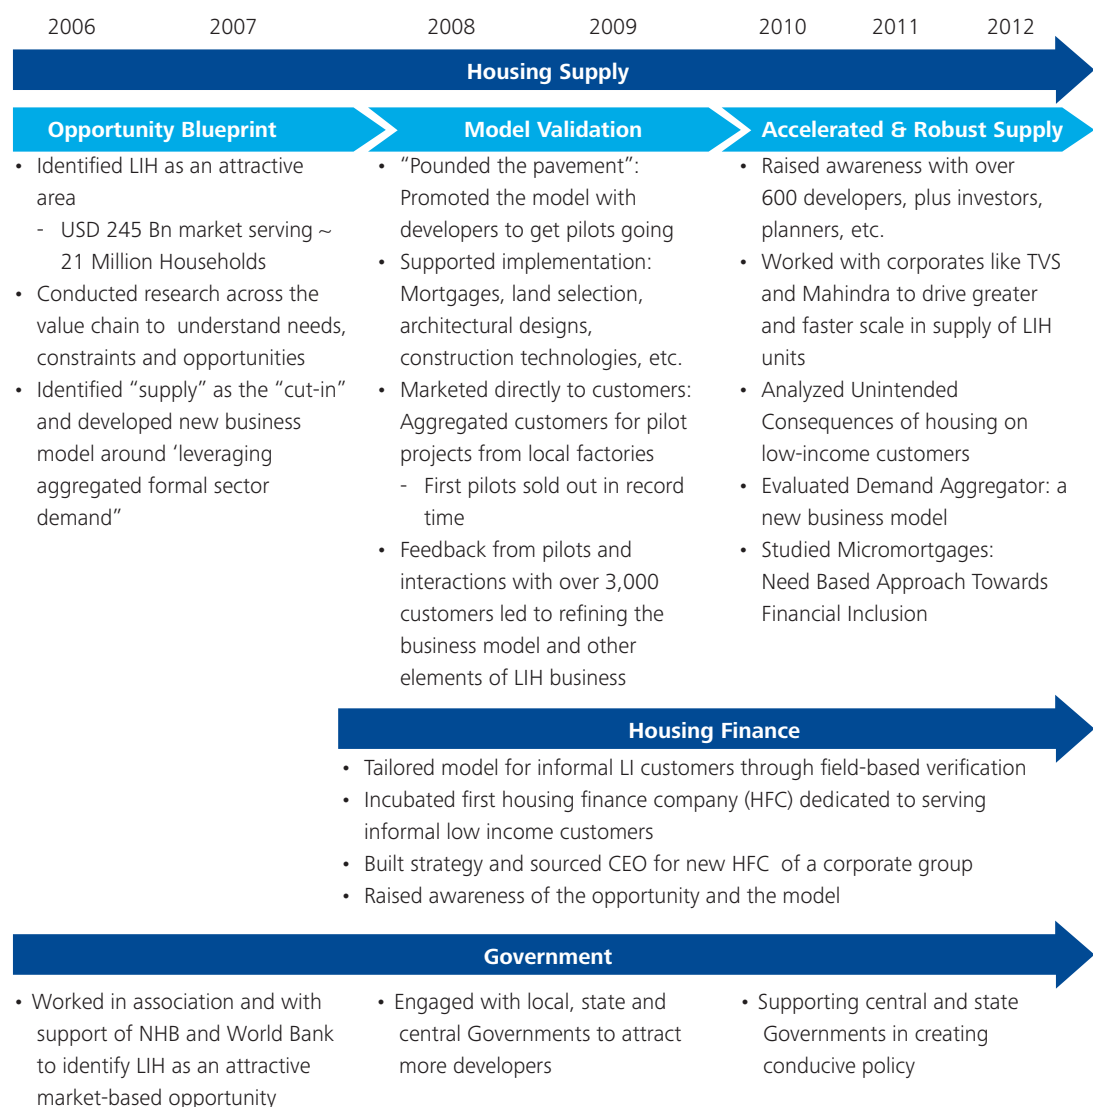 2006 2007 2008 2009 2010 2011 2012
Housing Supply
Opportunity Blueprint
• Identified LIH as an attractive
area
- USD 245 Bn market serving ~
21 Million Households
• Conducted research across the
value chain to understand needs,
constraints and opportunities
• Identified “supply” as the “cut-in”
and developed new business
model around ‘leveraging
aggregated formal sector
demand”
Model Validation
• “Pounded the pavement”:
Promoted the model with
developers to get pilots going
• Supported implementation:
Mortgages, land selection,
architectural designs,
construction technologies, etc.
• Marketed directly to customers:
Aggregated customers for pilot
projects from local factories
- First pilots sold out in record
time
• Feedback from pilots and
interactions with over 3,000
customers led to refining the
business model and other
elements of LIH business
Accelerated & Robust Supply
• Raised awareness with over
600 developers, plus investors,
planners, etc.
• Worked with corporates like TVS
and Mahindra to drive greater
and faster scale in supply of LIH
units
• Analyzed Unintended
Consequences of housing on
low-income customers
• Evaluated Demand Aggregator: a
new business model
• Studied Micromortgages:
Need Based Approach Towards
Financial Inclusion
Housing Finance
• Tailored model for informal LI customers through field-based verification
• Incubated first housing finance company (HFC) dedicated to serving
informal low income customers
• Built strategy and sourced CEO for new HFC of a corporate group
• Raised awareness of the opportunity and the model
Government
• Worked in association and with
support of NHB and World Bank
to identify LIH as an attractive
market-based opportunity
• Engaged with local, state and
central Governments to attract
more developers
• Supporting central and state
Governments in creating
conducive policy